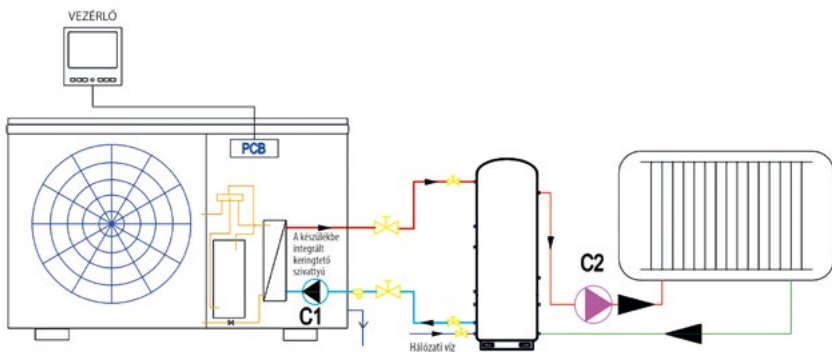 VEZÉRLŐ
PCB
A készülékbe
integrált
keringtető
szivattyú
C1
C2
Hálózati víz